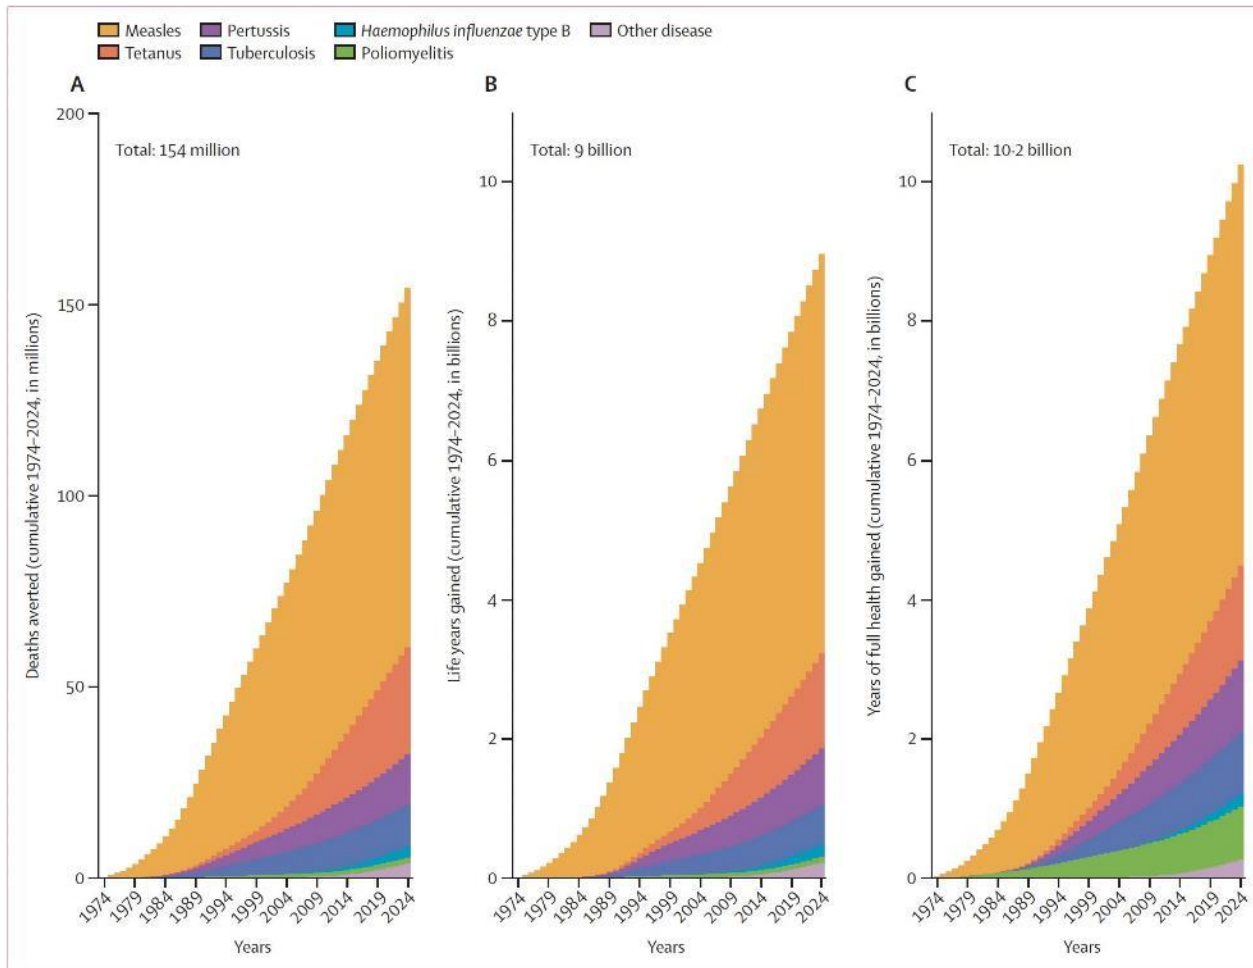 Measles Pertussis Haemophilus influenzae type B Other disease
Tetanus Tuberculosis Poliomyelitis
A
200
150
100
50
0
Total: 154 million
Deaths averted (cumulative 1974–2024, in millions)
1974 1979 1984 1989 1994 1999 2004 2009 2014 2019 2024
Years
B
10
8
6
4
2
0
Total: 9 billion
Life years gained (cumulative 1974–2024, in billions)
1974 1979 1984 1989 1994 1999 2004 2009 2014 2019 2024
Years
C
10
8
6
4
2
0
Total: 10·2 billion
Years of full health gained (cumulative 1974–2024, in billions)
1974 1979 1984 1989 1994 1999 2004 2009 2014 2019 2024
Years